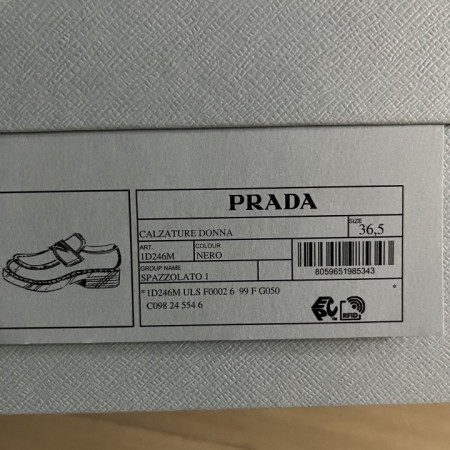 PRADA
CALZATURE DONNA
SIZE
36,5
ART.
1D246M
COLOUR
NERO
GROUP NAME
SPAZZOLATO 1
8059651985343
*1D246M ULS F0002 6 99 F G050
C098 24 554 6
EPC™
RFID